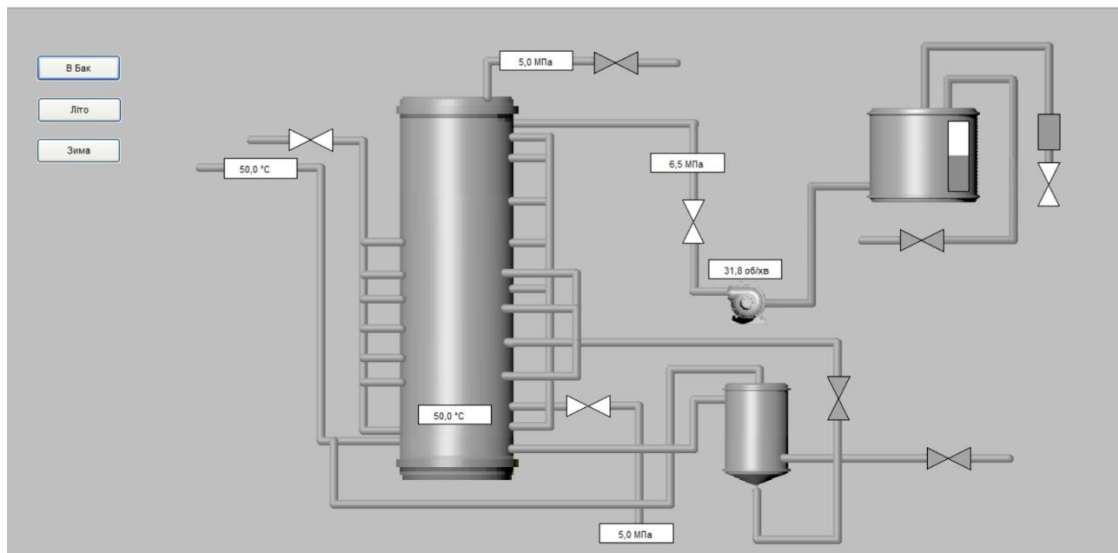 В Бак
Літо
Зима
5,0 МПа
50,0 °C
6,5 МПа
31,8 об/хв
50,0 °C
5,0 МПа